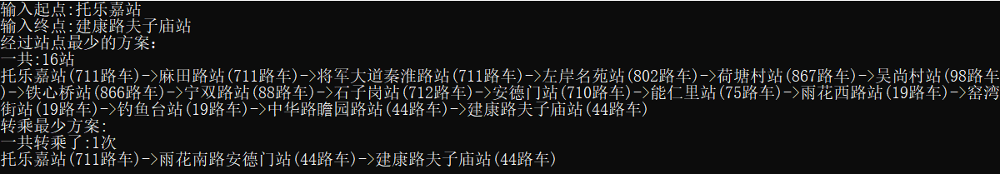 输入起点:托乐嘉站
输入终点:建康路夫子庙站
经过站点最少的方案:
一共:16站
托乐嘉站(711路车)->麻田路站(711路车)->将军大道秦淮路站(711路车)->左岸名苑站(802路车)->荷塘村站(867路车)->吴尚村站(98路车
)->铁心桥站(866路车)->宁双路站(88路车)->石子岗站(712路车)->安德门站(710路车)->能仁里站(75路车)->雨花西路站(19路车)->窑湾
街站(19路车)->钓鱼台站(19路车)->中华路瞻园路站(44路车)->建康路夫子庙站(44路车)
转乘最少方案:
一共转乘了:1次
托乐嘉站(711路车)->雨花南路安德门站(44路车)->建康路夫子庙站(44路车)